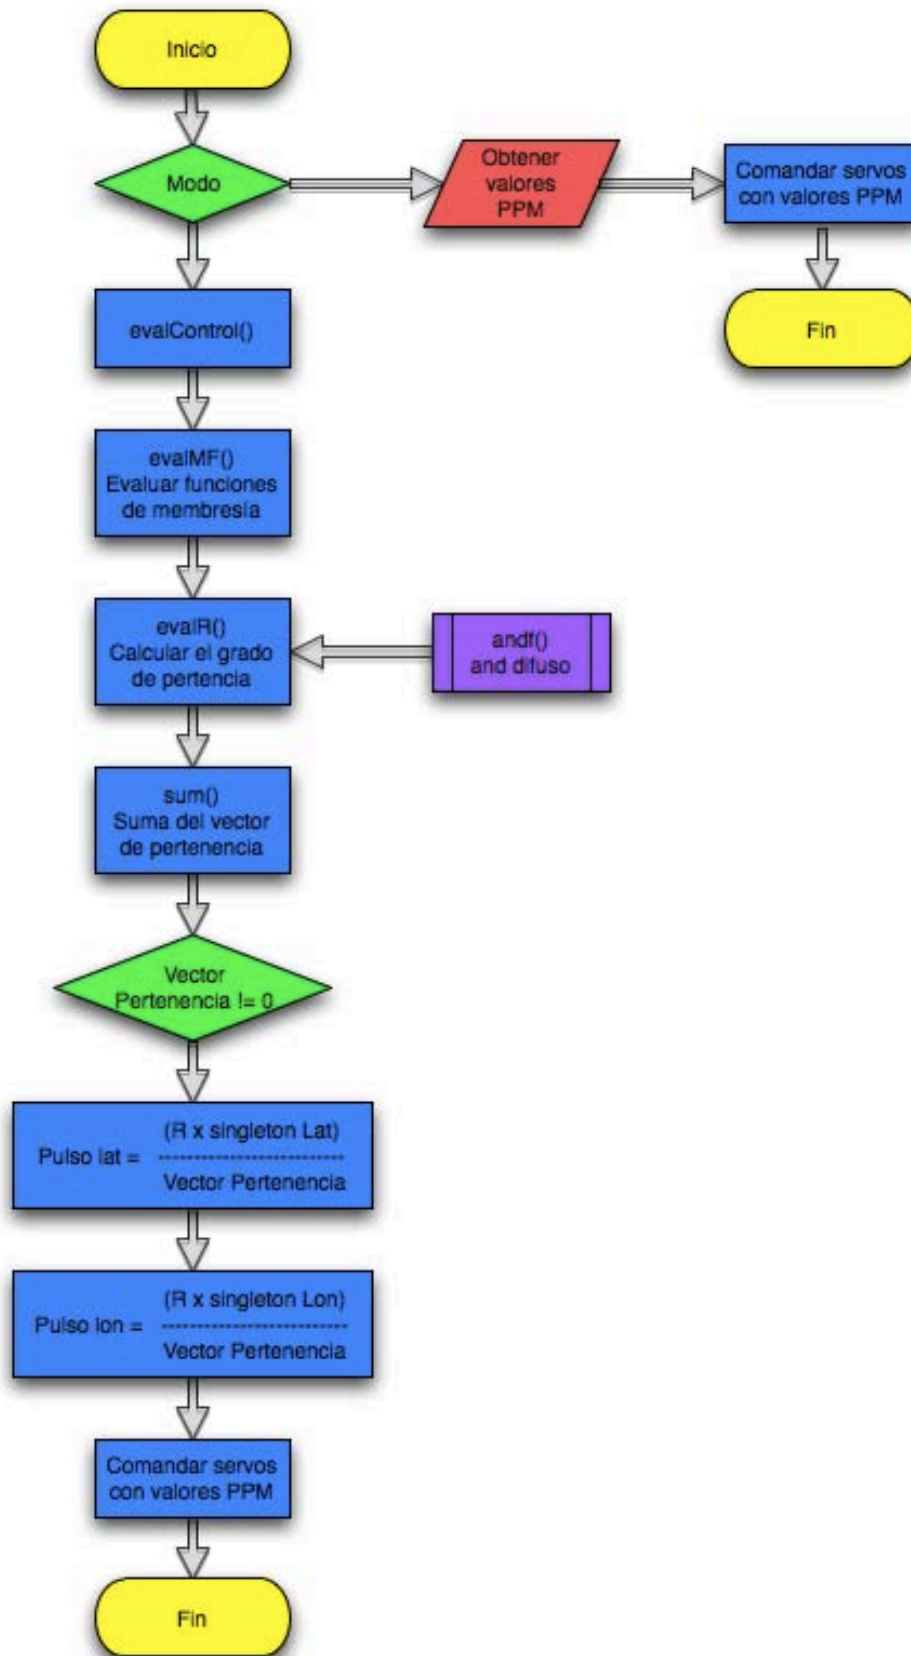 Inicio
Modo
Obtener
valores
PPM
Comandar servos
con valores PPM
Fin
evalControl()
evalMF()
Evaluar funciones
de membresía
evalR()
Calcular el grado
de pertencia
andf()
and difuso
sum()
Suma del vector
de pertenencia
Vector
Pertenencia != 0
(R x singleton Lat)
Pulso lat = --------------------------
Vector Pertenencia
(R x singleton Lon)
Pulso lon = --------------------------
Vector Pertenencia
Comandar servos
con valores PPM
Fin